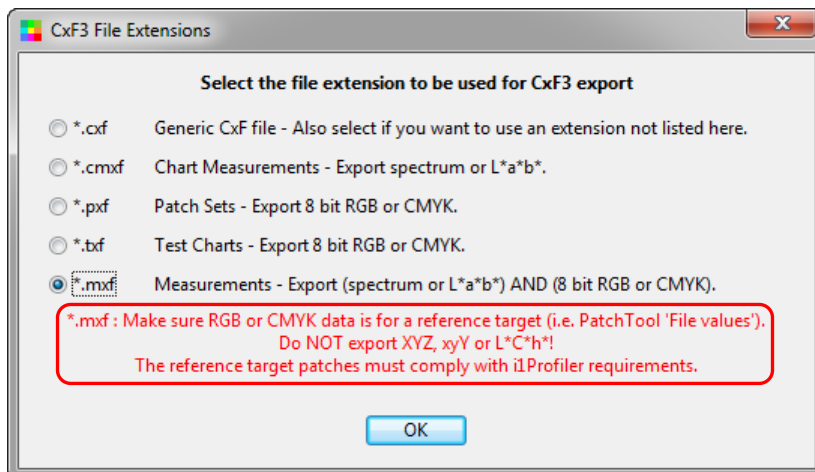 CxF3 File Extensions
Select the file extension to be used for CxF3 export
*.cxf Generic CxF file - Also select if you want to use an extension not listed here.
*.cmxf Chart Measurements - Export spectrum or L*a*b*.
*.pxf Patch Sets - Export 8 bit RGB or CMYK.
*.txf Test Charts - Export 8 bit RGB or CMYK.
*.mxf Measurements - Export (spectrum or L*a*b*) AND (8 bit RGB or CMYK).
*.mxf : Make sure RGB or CMYK data is for a reference target (i.e. PatchTool 'File values').
Do NOT export XYZ, xyY or L*C*h*!
The reference target patches must comply with i1Profiler requirements.
OK